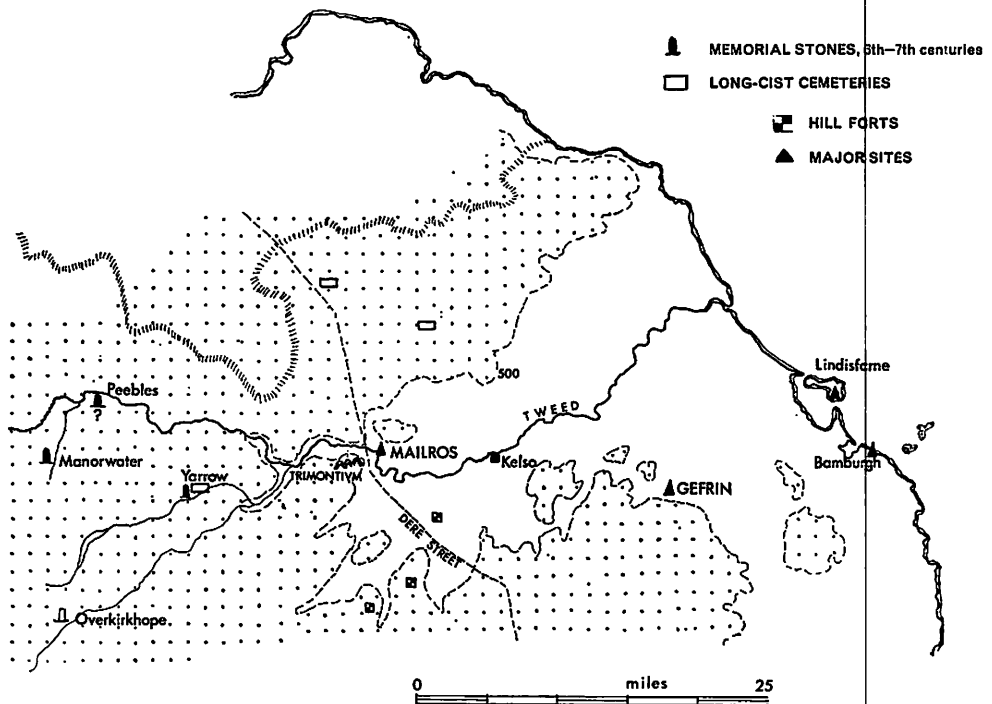 MEMORIAL STONES, 6th–7th centuries
LONG-CIST CEMETERIES
HILL FORTS
MAJOR SITES
500
Lindisfarne
Peebles
?
TWEED
MAILROS
Manorwater
Kelso
Bamburgh
TRIMONTIVM
Yarrow
GEFRIN
DERE STREET
Overkirkhope
0 miles 25